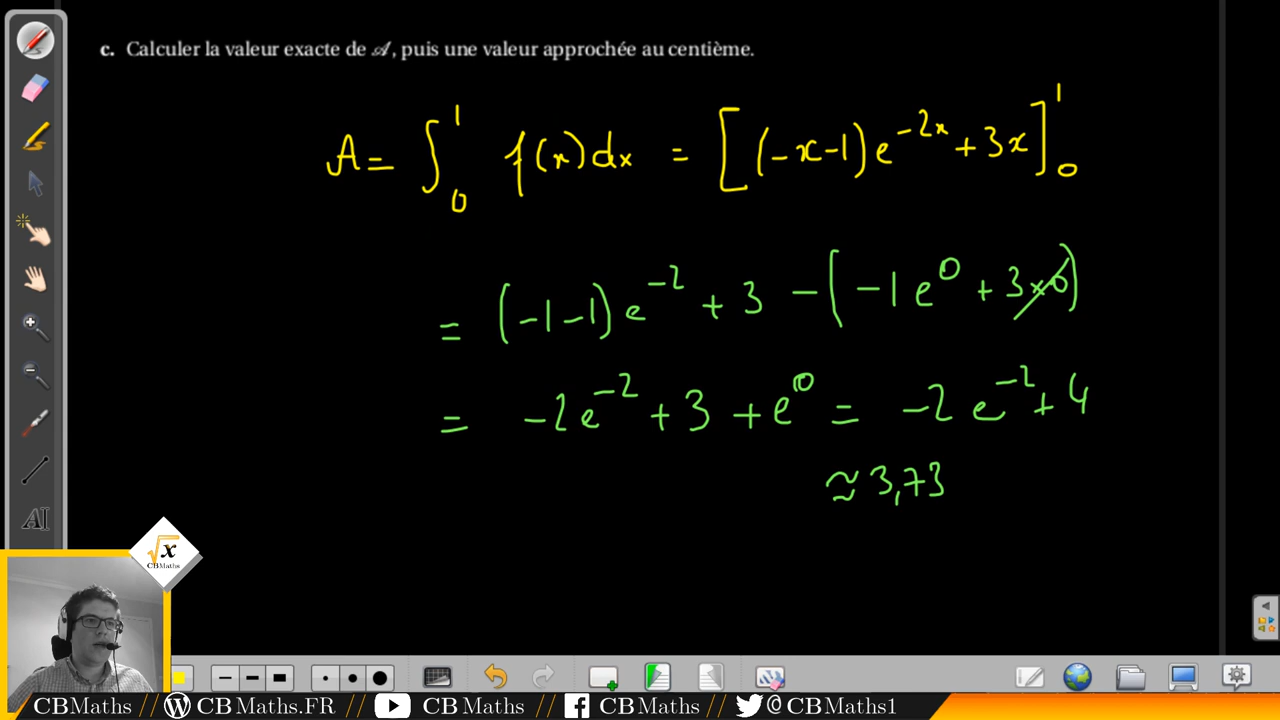 c. Calculer la valeur exacte de 𝒜, puis une valeur approchée au centième.
A = ∫₀¹ f(x)dx = [(-x-1)e^{-2x} + 3x]₀¹
= (-1-1)e^{-2} + 3 - (-1e^0 + 3×0)
= -2e^{-2} + 3 + e^0 = -2e^{-2} + 4
≈ 3,73
AI
√x
CBMaths
CBMaths CBMaths.FR CBMaths CBMaths @CBMaths1